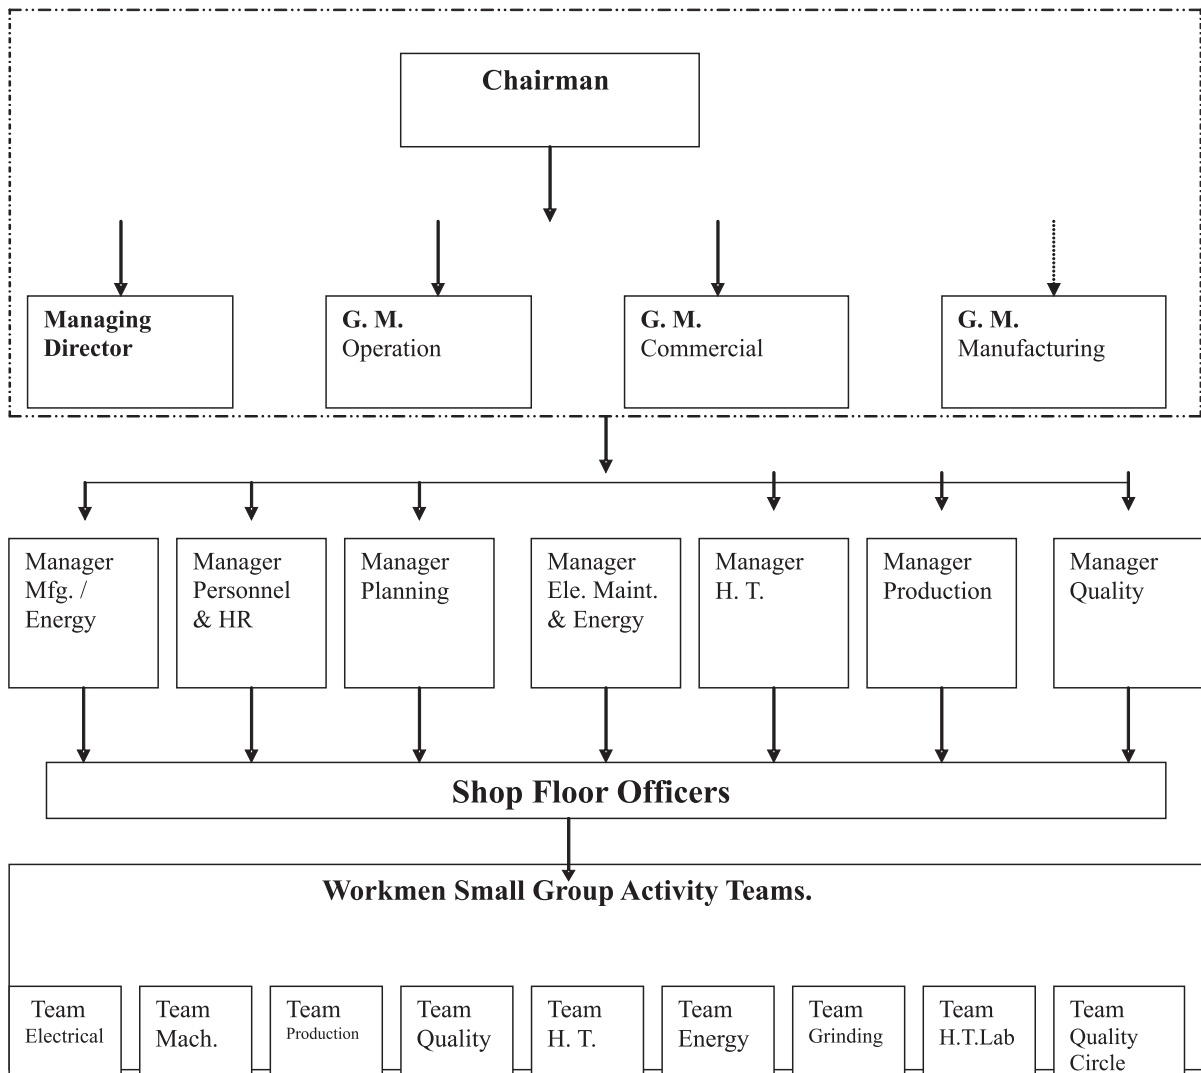 Chairman
Managing
Director
G. M.
Operation
G. M.
Commercial
G. M.
Manufacturing
Manager
Mfg. /
Energy
Manager
Personnel
& HR
Manager
Planning
Manager
Ele. Maint.
& Energy
Manager
H. T.
Manager
Production
Manager
Quality
Shop Floor Officers
Workmen Small Group Activity Teams.
Team
Electrical
Team
Mach.
Team
Production
Team
Quality
Team
H. T.
Team
Energy
Team
Grinding
Team
H.T.Lab
Team
Quality
Circle